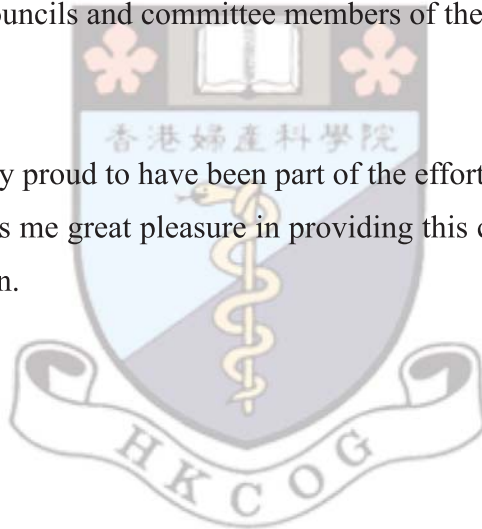 ouncils and committee members of the
香港婦產科學院
y proud to have been part of the effort
s me great pleasure in providing this c
n.
HKCOG